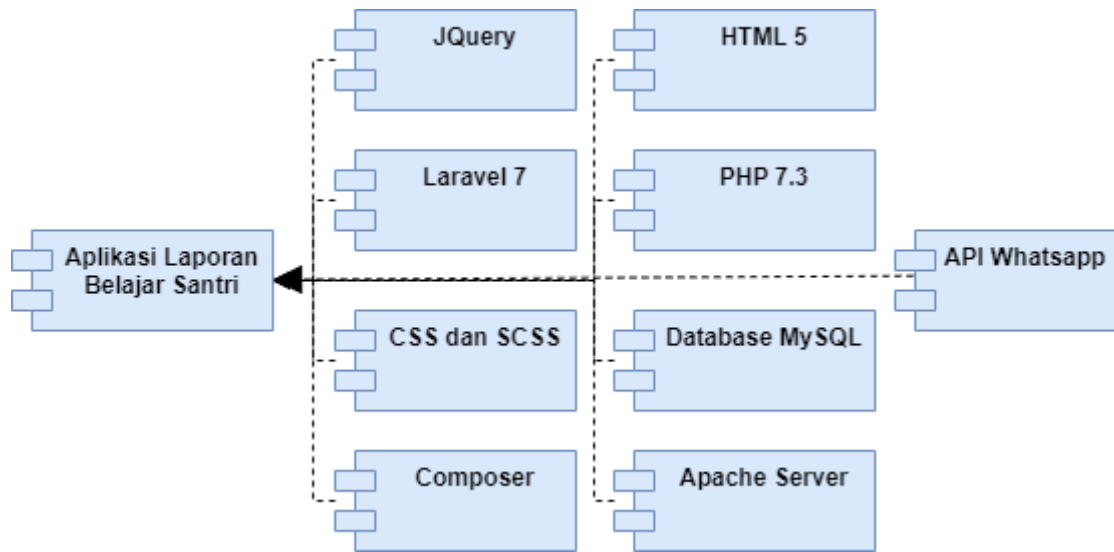 JQuery
HTML 5
Laravel 7
PHP 7.3
Aplikasi Laporan
Belajar Santri
API Whatsapp
CSS dan SCSS
Database MySQL
Composer
Apache Server